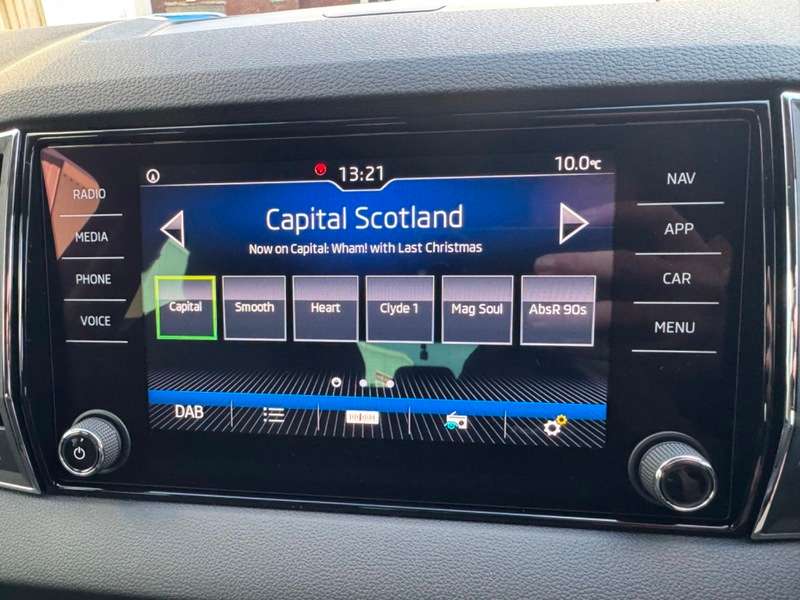 13:21
10.0°C
RADIO
MEDIA
PHONE
VOICE
Capital Scotland
Now on Capital: Wham! with Last Christmas
Capital
Smooth
Heart
Clyde 1
Mag Soul
AbsR 90s
DAB
NAV
APP
CAR
MENU